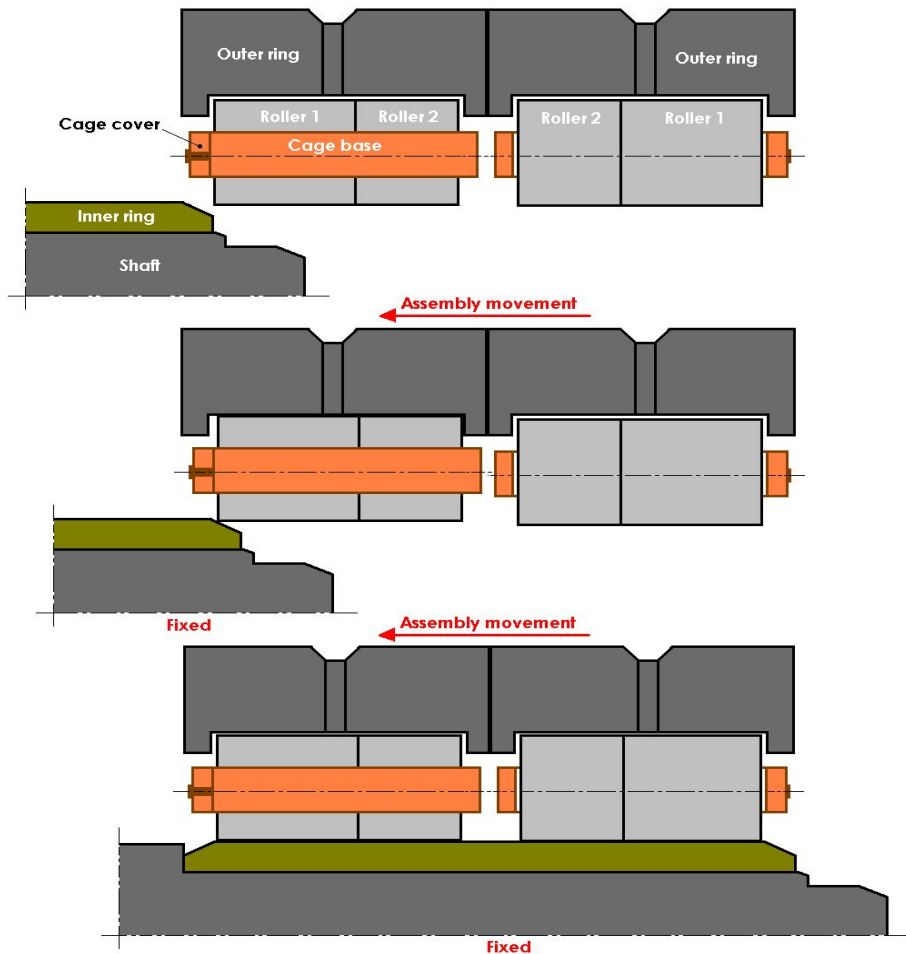 Outer ring
Outer ring
Roller 1
Roller 2
Roller 2
Roller 1
Cage cover
Cage base
Inner ring
Shaft
Assembly movement
Fixed
Assembly movement
Fixed